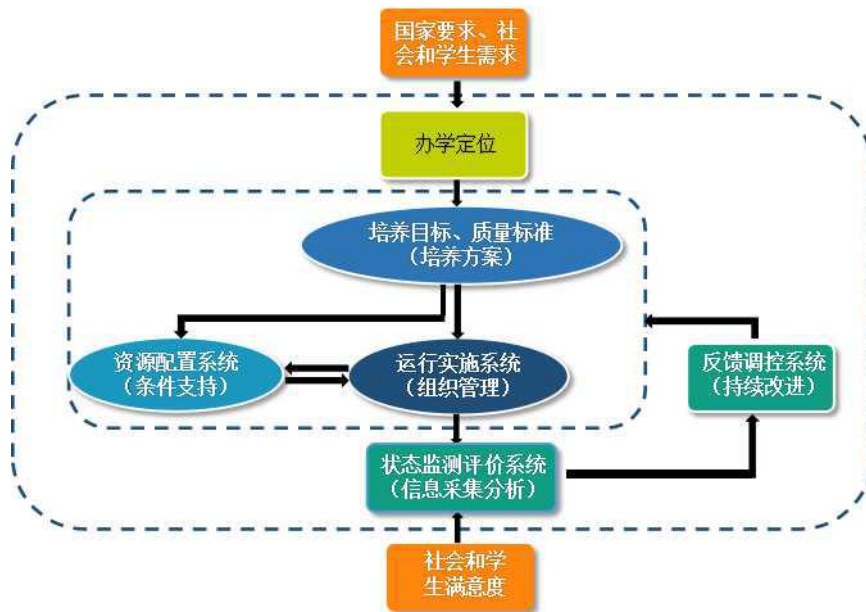 国家要求、社
会和学生需求
办学定位
培养目标、质量标准
（培养方案）
资源配置系统
（条件支持）
运行实施系统
（组织管理）
反馈调控系统
（持续改进）
状态监测评价系统
（信息采集分析）
社会和学
生满意度